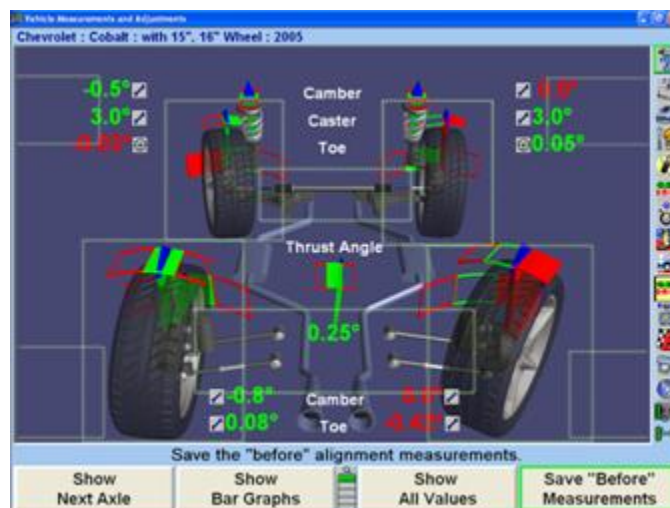 Vehicle Measurements and Adjustments
Chevrolet : Cobalt : with 15", 16" Wheel : 2005
-0.5° Camber
3.0° Caster 3.0°
Toe 0.05°
Thrust Angle
0.25°
-0.8° Camber
0.08° Toe
Save the "before" alignment measurements.
Show Show Show Save "Before"
Next Axle Bar Graphs All Values Measurements